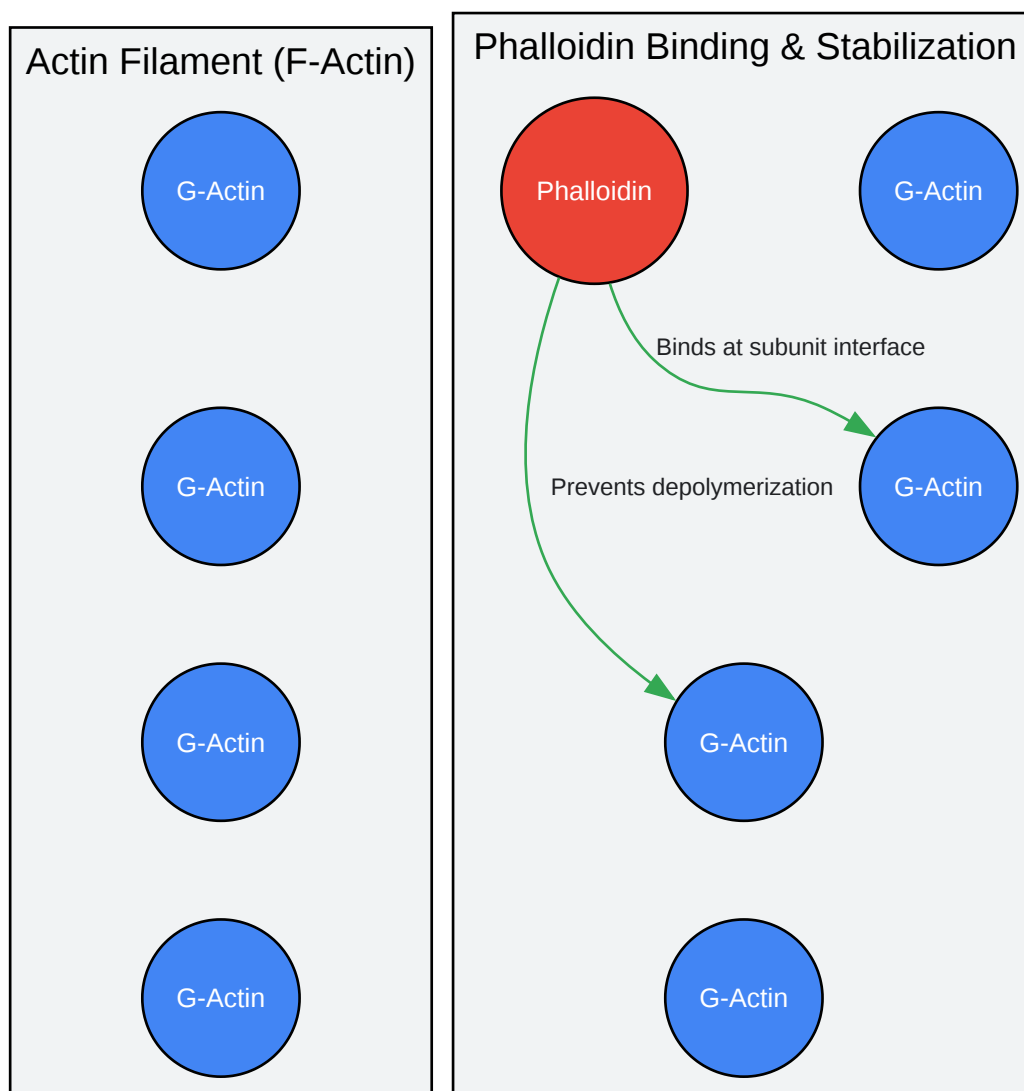 Actin Filament (F-Actin)
G-Actin
G-Actin
G-Actin
G-Actin
Phalloidin Binding & Stabilization
Phalloidin
G-Actin
Binds at subunit interface
Prevents depolymerization
G-Actin
G-Actin
G-Actin